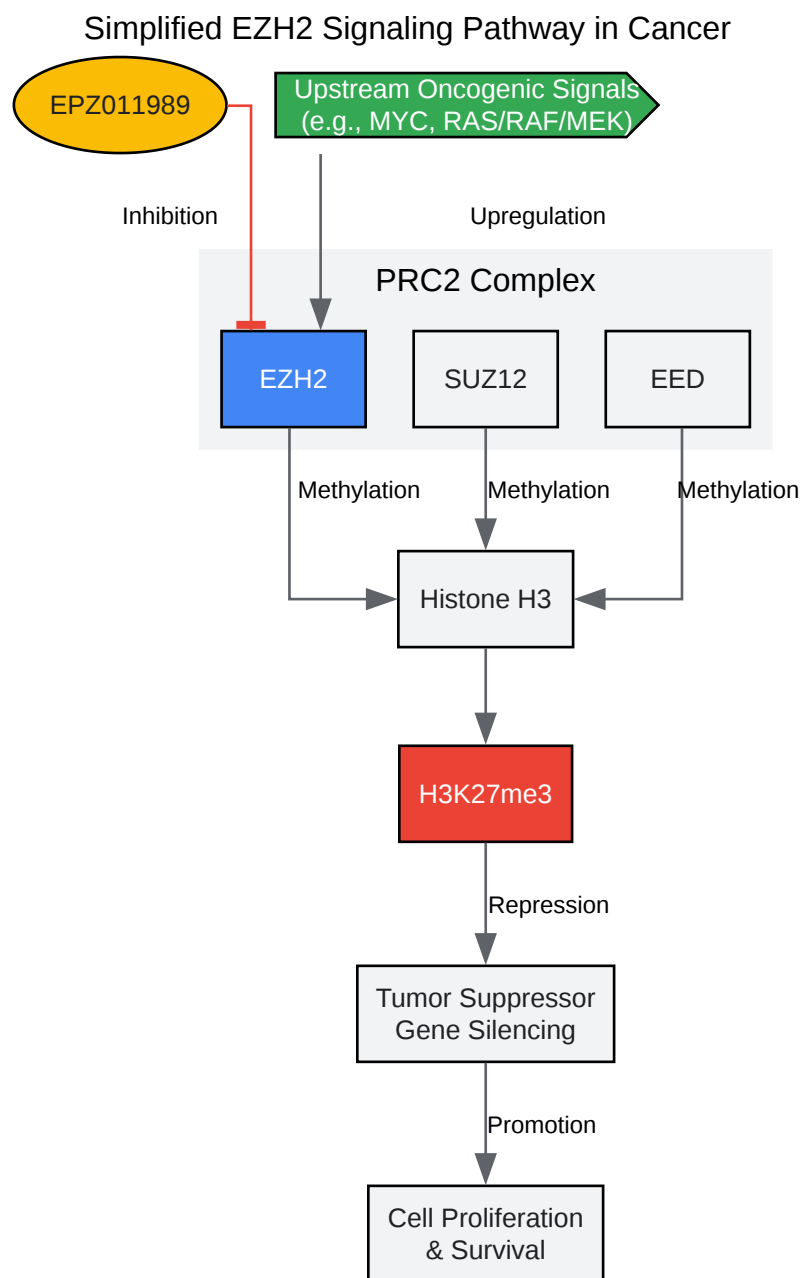 Simplified EZH2 Signaling Pathway in Cancer
EPZ011989
Upstream Oncogenic Signals
(e.g., MYC, RAS/RAF/MEK)
Inhibition
Upregulation
PRC2 Complex
EZH2
SUZ12
EED
Methylation
Methylation
Methylation
Histone H3
H3K27me3
Repression
Tumor Suppressor
Gene Silencing
Promotion
Cell Proliferation
& Survival